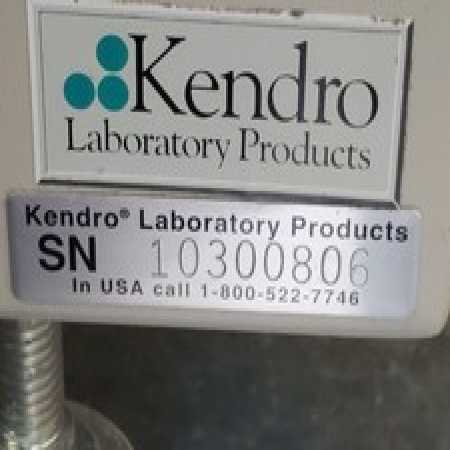 Kendro
Laboratory Products
Kendro® Laboratory Products
SN 10300806
In USA call 1-800-522-7746